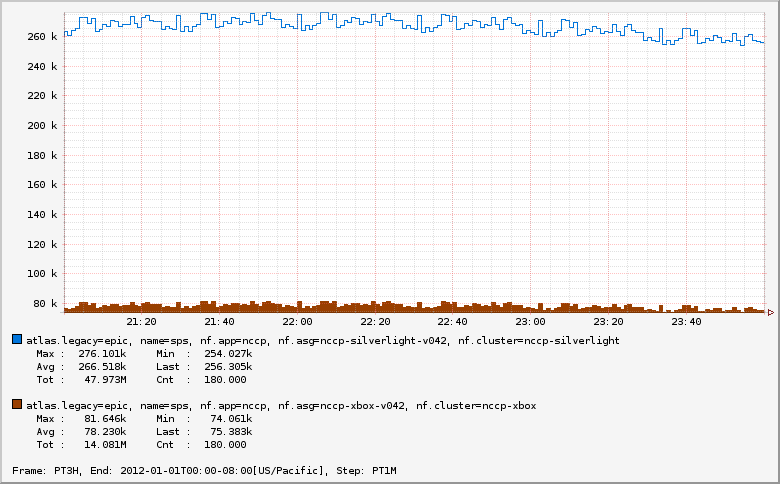 260 k
240 k
220 k
200 k
180 k
160 k
140 k
120 k
100 k
80 k
21:20 21:40 22:00 22:20 22:40 23:00 23:20 23:40
atlas.legacy=epic, name=sps, nf.app=nccp, nf.asg=nccp-silverlight-v042, nf.cluster=nccp-silverlight
Max : 276.101k Min : 254.027k
Avg : 266.518k Last : 256.305k
Tot : 47.973M Cnt : 180.000
atlas.legacy=epic, name=sps, nf.app=nccp, nf.asg=nccp-xbox-v042, nf.cluster=nccp-xbox
Max : 81.646k Min : 74.061k
Avg : 78.230k Last : 75.383k
Tot : 14.081M Cnt : 180.000
Frame: PT3H, End: 2012-01-01T00:00-08:00[US/Pacific], Step: PT1M